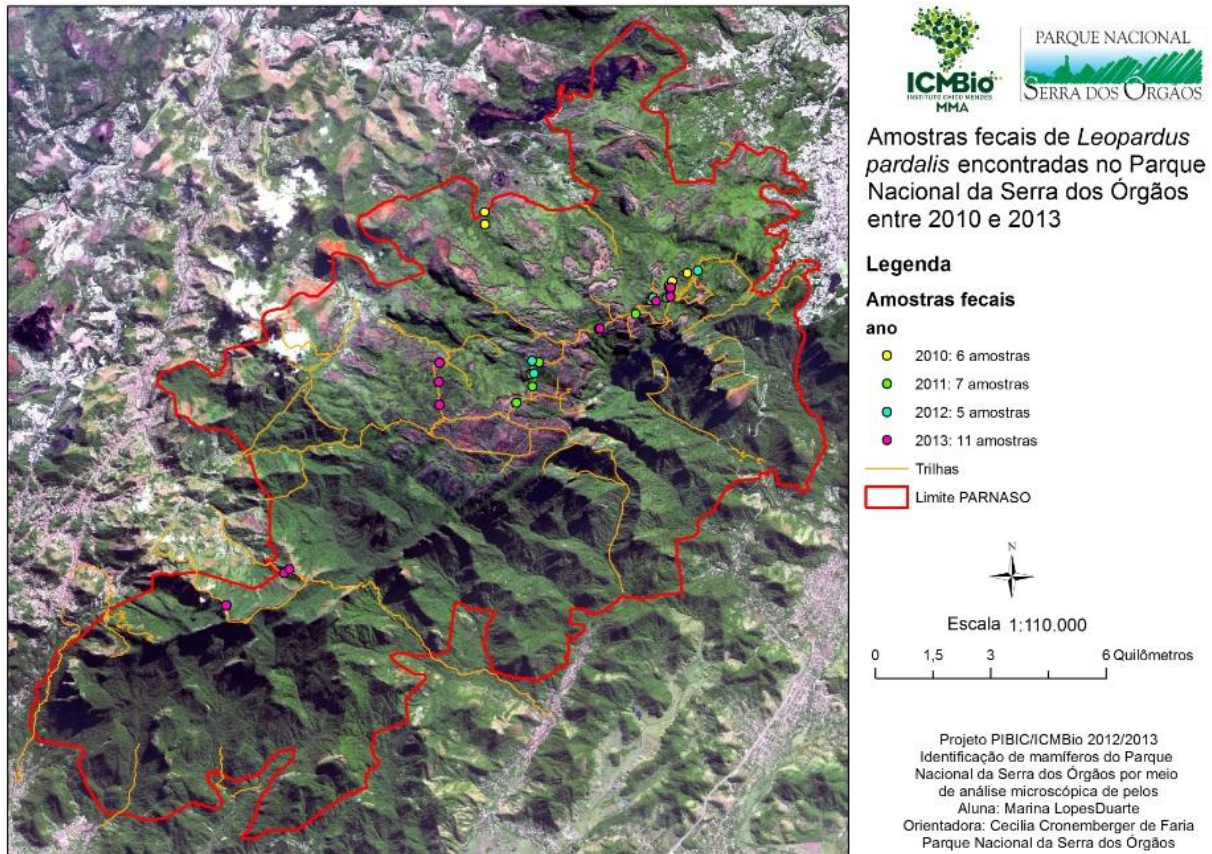 ICMBio
INSTITUTO CHICO MENDES
MMA
PARQUE NACIONAL
SERRA DOS ÓRGÃOS
Amostras fecais de Leopardus
pardalis encontradas no Parque
Nacional da Serra dos Órgãos
entre 2010 e 2013
Legenda
Amostras fecais
ano
2010: 6 amostras
2011: 7 amostras
2012: 5 amostras
2013: 11 amostras
Trilhas
Limite PARNASO
N
Escala 1:110.000
0 1,5 3 6 Quilômetros
Projeto PIBIC/ICMBio 2012/2013
Identificação de mamíferos do Parque
Nacional da Serra dos Órgãos por meio
de análise microscópica de pelos
Aluna: Marina LopesDuarte
Orientadora: Cecilia Cronemberger de Faria
Parque Nacional da Serra dos Órgãos